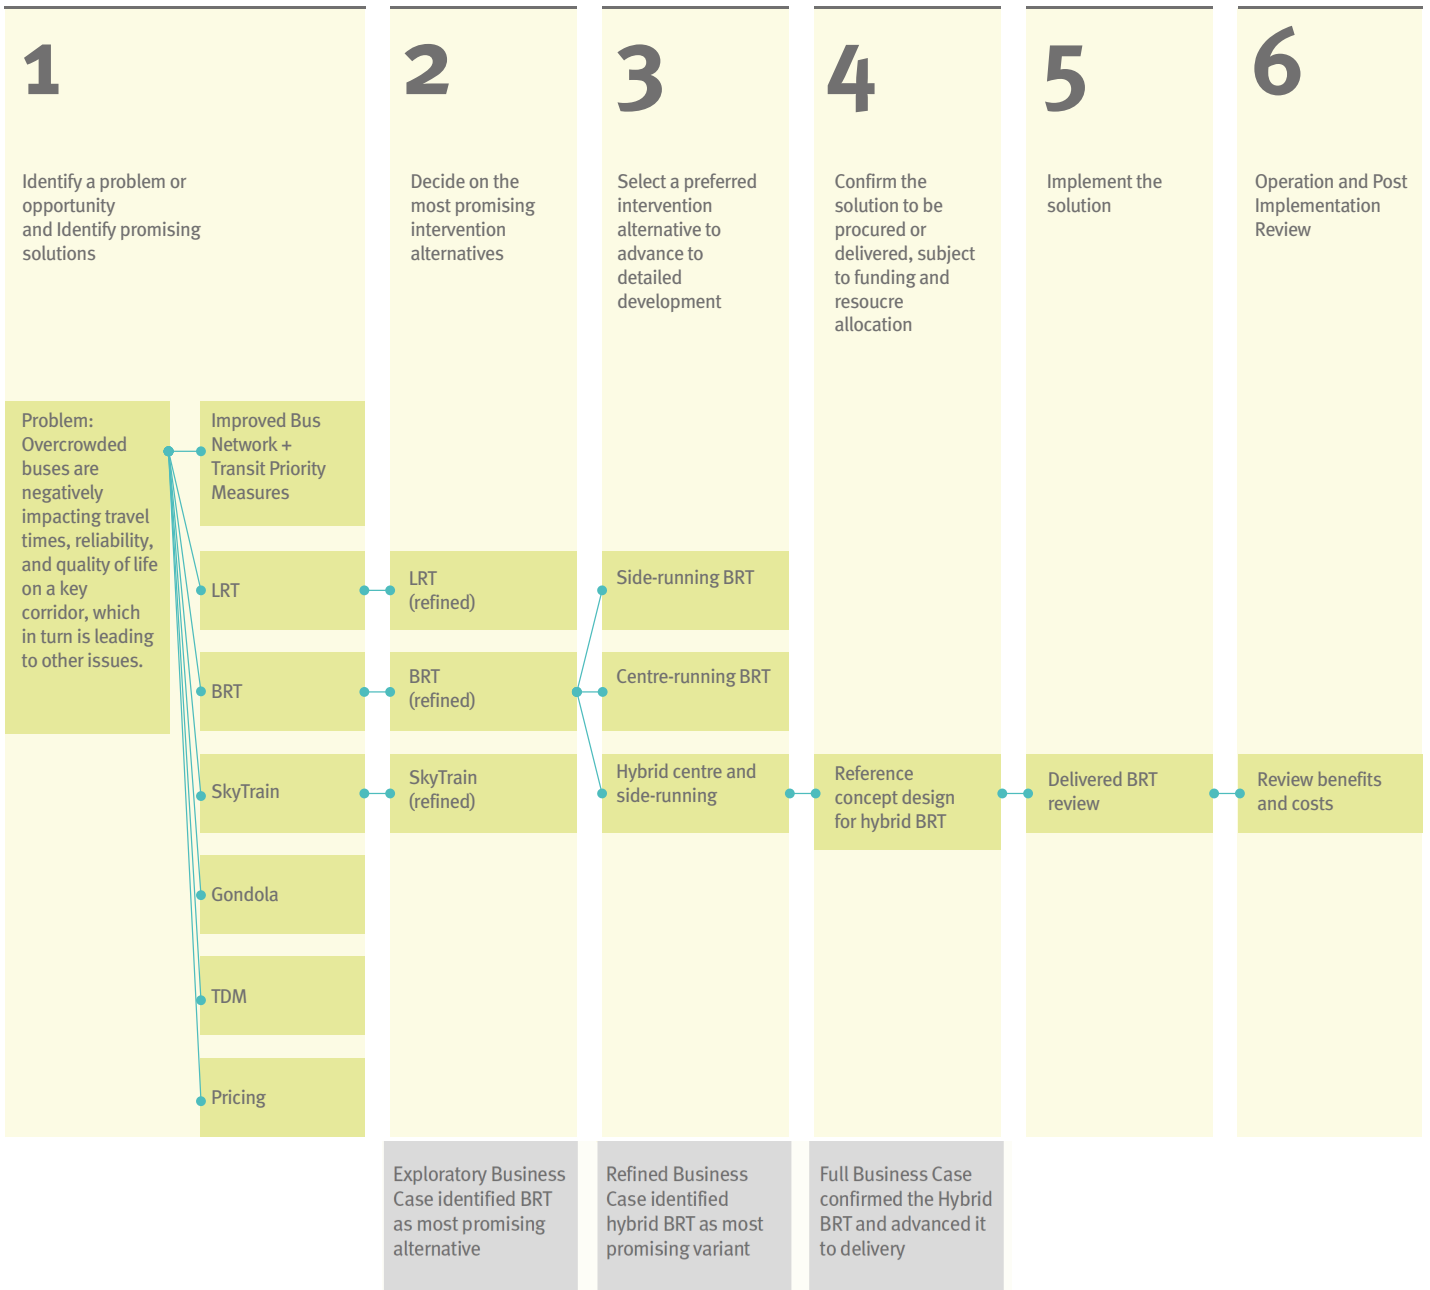 1
Identify a problem or
opportunity
and Identify promising
solutions
2
Decide on the
most promising
intervention
alternatives
3
Select a preferred
intervention
alternative to
advance to
detailed
development
4
Confirm the
solution to be
procured or
delivered, subject
to funding and
resoucre
allocation
5
Implement the
solution
6
Operation and Post
Implementation
Review
Problem:
Overcrowded
buses are
negatively
impacting travel
times, reliability,
and quality of life
on a key
corridor, which
in turn is leading
to other issues.
Improved Bus
Network +
Transit Priority
Measures
LRT
BRT
SkyTrain
Gondola
TDM
Pricing
LRT
(refined)
BRT
(refined)
SkyTrain
(refined)
Side-running BRT
Centre-running BRT
Hybrid centre and
side-running
Reference
concept design
for hybrid BRT
Delivered BRT
review
Review benefits
and costs
Exploratory Business
Case identified BRT
as most promising
alternative
Refined Business
Case identified
hybrid BRT as most
promising variant
Full Business Case
confirmed the Hybrid
BRT and advanced it
to delivery